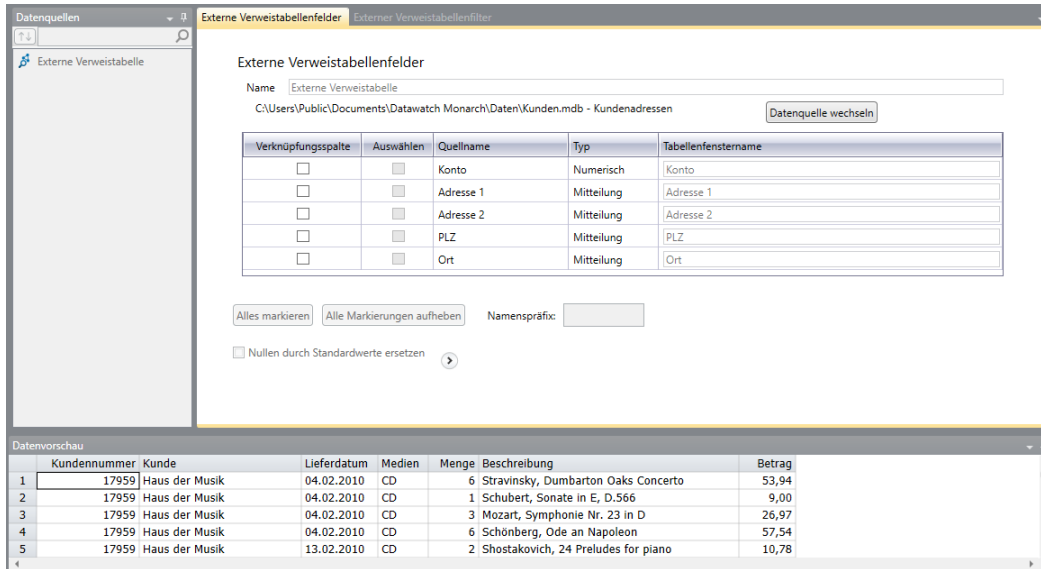 Datenquellen
Externe Verweistabelle
Externe Verweistabellenfelder Externer Verweistabellenfilter
Externe Verweistabellenfelder
Name Externe Verweistabelle
C:\Users\Public\Documents\Datawatch Monarch\Daten\Kunden.mdb - Kundenadressen Datenquelle wechseln
Verknüpfungsspalte Auswählen Quellname Typ Tabellenfenstername
Konto Numerisch Konto
Adresse 1 Mitteilung Adresse 1
Adresse 2 Mitteilung Adresse 2
PLZ Mitteilung PLZ
Ort Mitteilung Ort
Alles markieren Alle Markierungen aufheben Namenspräfix:
Nullen durch Standardwerte ersetzen
Datenvorschau
Kundennummer Kunde Lieferdatum Medien Menge Beschreibung Betrag
1 17959 Haus der Musik 04.02.2010 CD 6 Stravinsky, Dumbarton Oaks Concerto 53,94
2 17959 Haus der Musik 04.02.2010 CD 1 Schubert, Sonate in E, D.566 9,00
3 17959 Haus der Musik 04.02.2010 CD 3 Mozart, Symphonie Nr. 23 in D 26,97
4 17959 Haus der Musik 04.02.2010 CD 6 Schönberg, Ode an Napoleon 57,54
5 17959 Haus der Musik 13.02.2010 CD 2 Shostakovich, 24 Preludes for piano 10,78